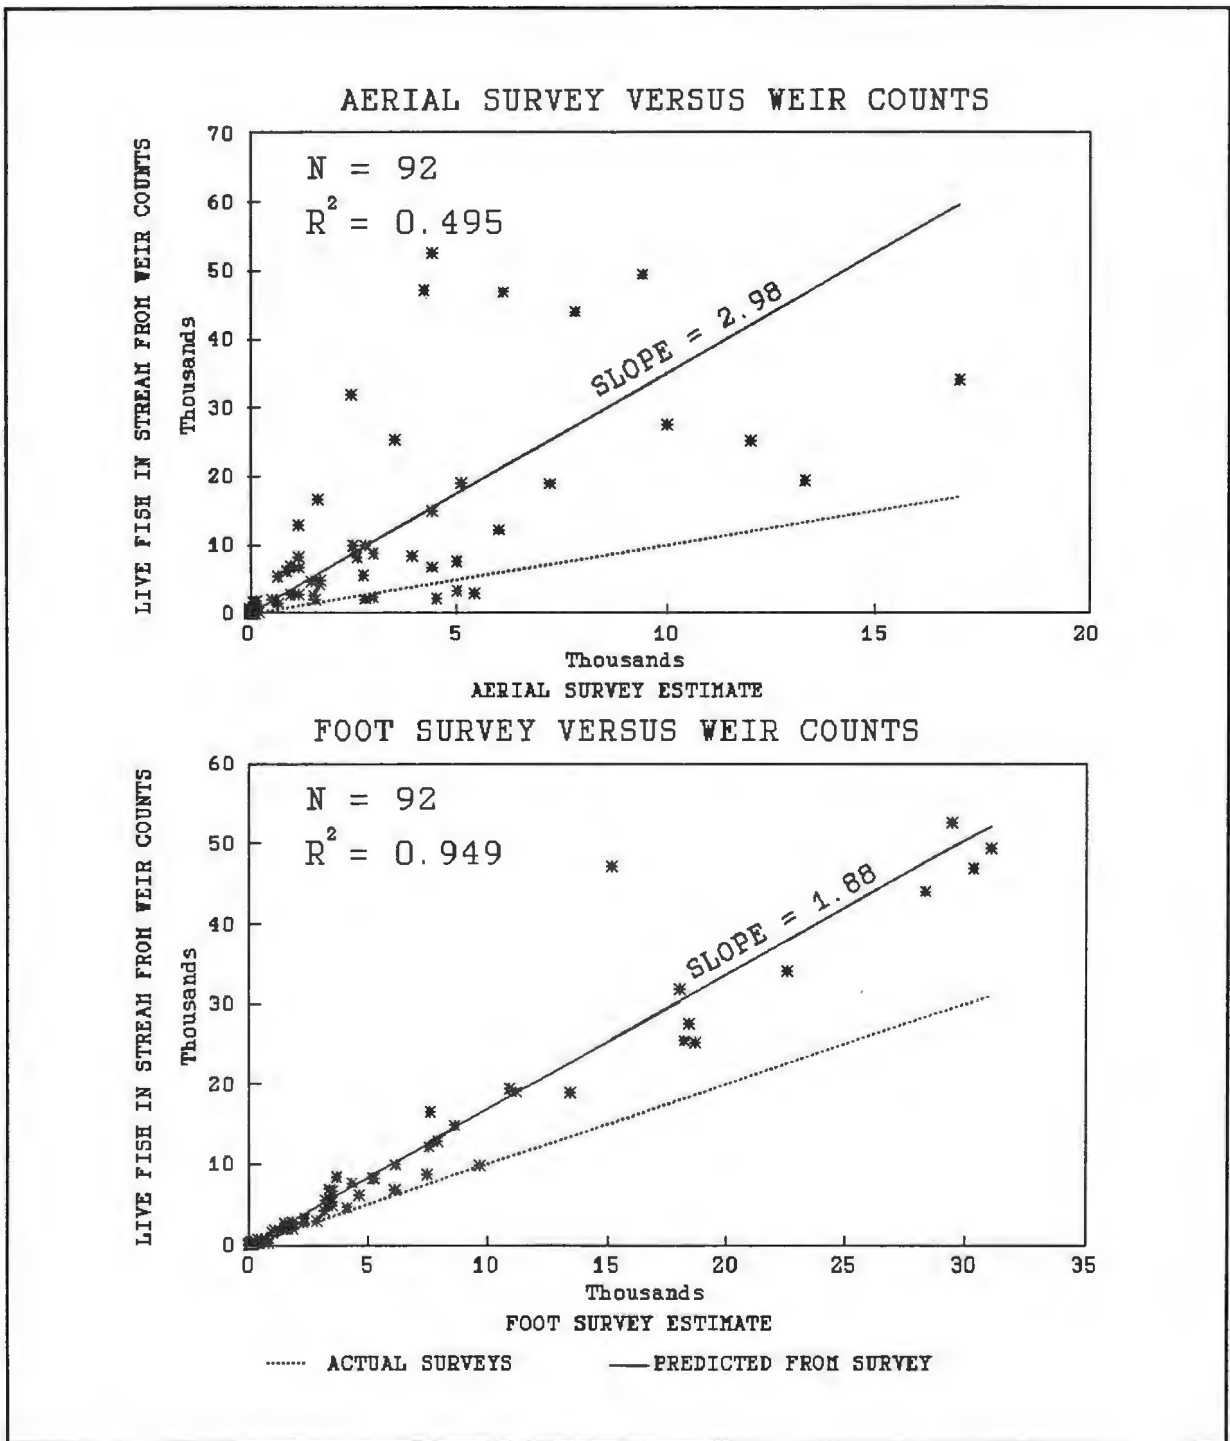 AERIAL SURVEY VERSUS WEIR COUNTS
LIVE FISH IN STREAM FROM WEIR COUNTS
Thousands
70
60
50
40
30
20
10
0
N = 92
R² = 0.495
SLOPE = 2.98
0 5 10 15 20
Thousands
AERIAL SURVEY ESTIMATE
FOOT SURVEY VERSUS WEIR COUNTS
LIVE FISH IN STREAM FROM WEIR COUNTS
Thousands
60
50
40
30
20
10
0
N = 92
R² = 0.949
SLOPE = 1.88
0 5 10 15 20 25 30 35
Thousands
FOOT SURVEY ESTIMATE
ACTUAL SURVEYS PREDICTED FROM SURVEY